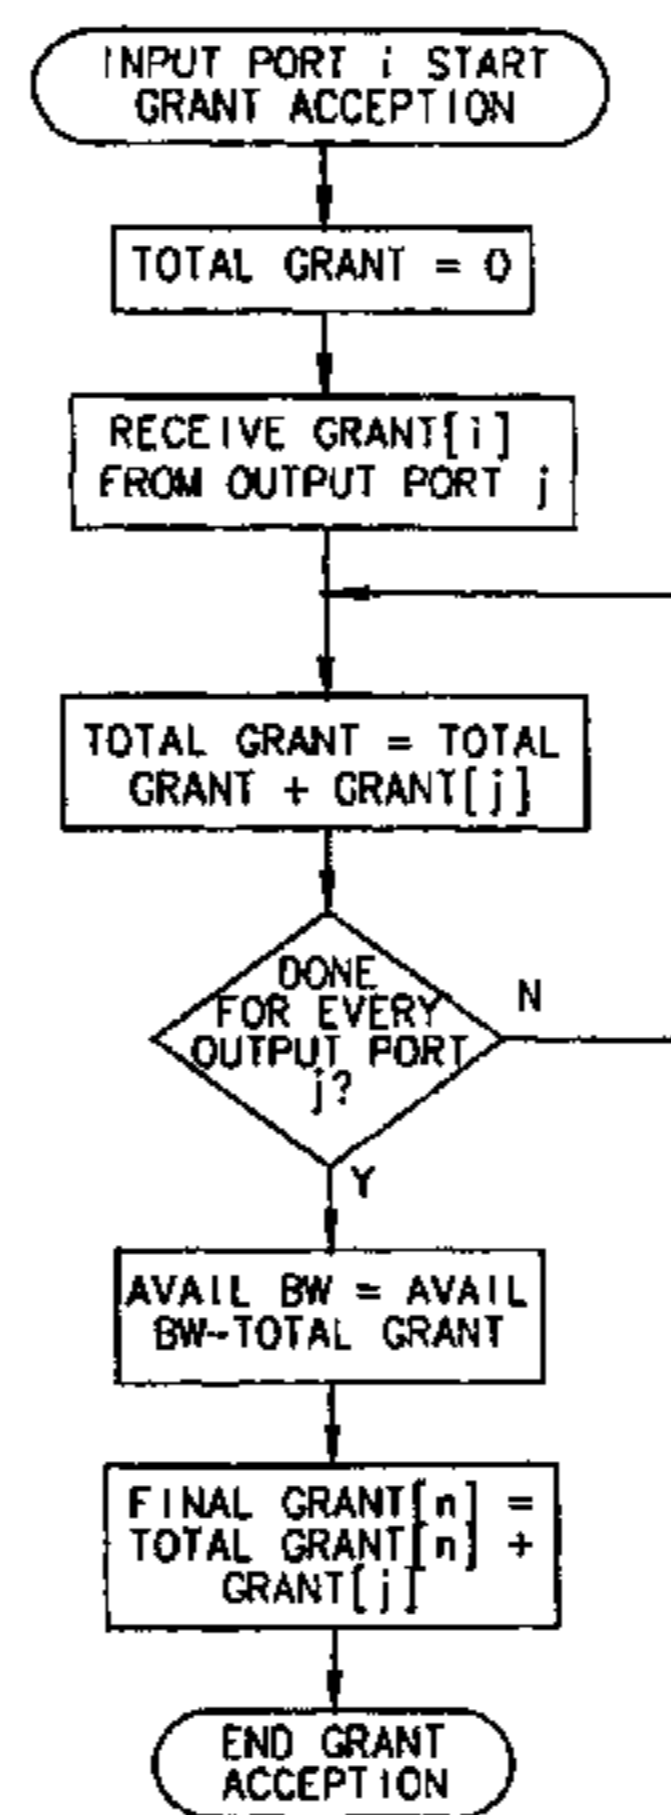 INPUT PORT i START
GRANT ACCEPTION
TOTAL GRANT = 0
RECEIVE GRANT[i]
FROM OUTPUT PORT j
TOTAL GRANT = TOTAL
GRANT + GRANT[j]
DONE
FOR EVERY
OUTPUT PORT
j?
N
Y
AVAIL BW = AVAIL
BW-TOTAL GRANT
FINAL GRANT[n] =
TOTAL GRANT[n] +
GRANT[j]
END GRANT
ACCEPTION